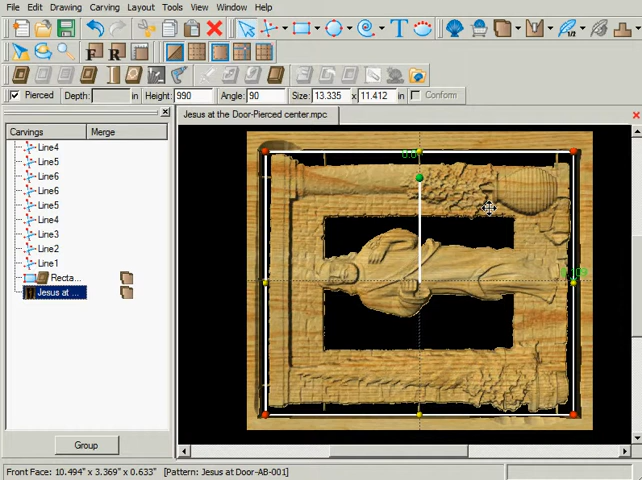 File Edit Drawing Carving Layout Tools View Window Help
F R
Pierced Depth: in Height: 990 Angle: 90 Size: 13.335 x 11.412 in Conform
Carvings Merge
Jesus at the Door-Pierced center.mpc
Line4
Line5
Line6
Line6
Line5
Line4
Line3
Line2
Line1
Recta...
Jesus at ...
Group
Front Face: 10.494" x 3.369" x 0.633" [Pattern: Jesus at Door-AB-001]